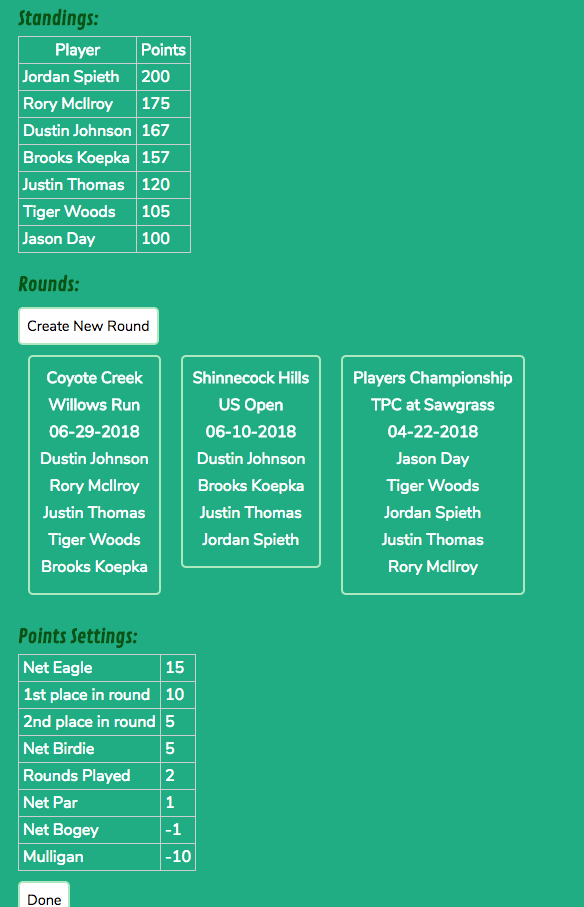 Standings:
Player Points
Jordan Spieth 200
Rory McIlroy 175
Dustin Johnson 167
Brooks Koepka 157
Justin Thomas 120
Tiger Woods 105
Jason Day 100
Rounds:
Create New Round
Coyote Creek
Willows Run
06-29-2018
Dustin Johnson
Rory McIlroy
Justin Thomas
Tiger Woods
Brooks Koepka
Shinnecock Hills
US Open
06-10-2018
Dustin Johnson
Brooks Koepka
Justin Thomas
Jordan Spieth
Players Championship
TPC at Sawgrass
04-22-2018
Jason Day
Tiger Woods
Jordan Spieth
Justin Thomas
Rory McIlroy
Points Settings:
Net Eagle 15
1st place in round 10
2nd place in round 5
Net Birdie 5
Rounds Played 2
Net Par 1
Net Bogey -1
Mulligan -10
Done